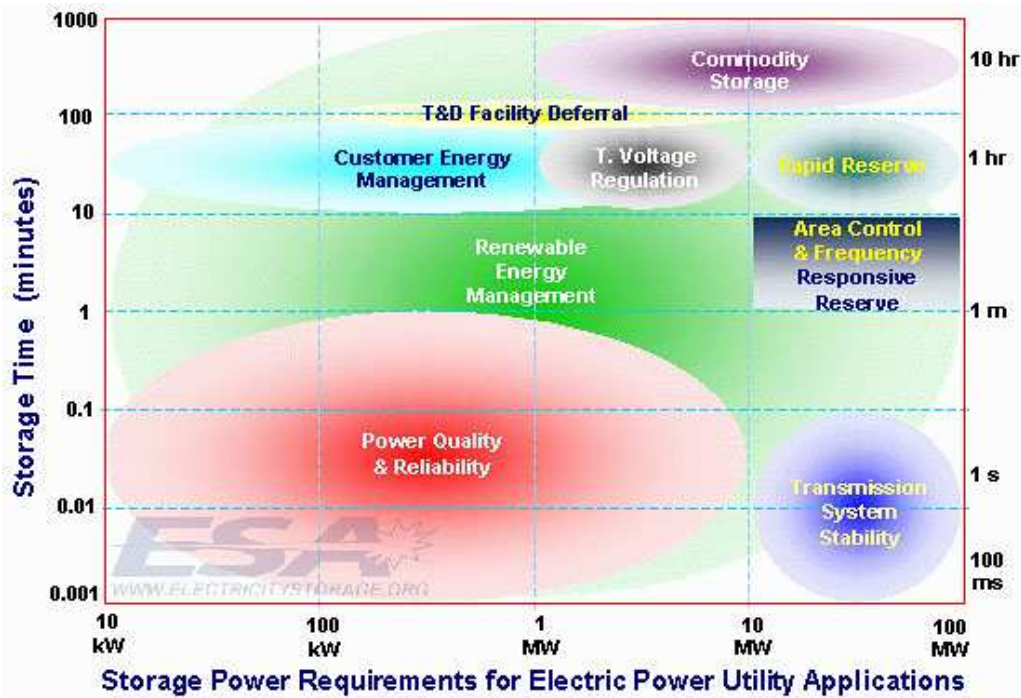 1000
100
10
1
0.1
0.01
0.001
Storage Time (minutes)
Commodity
Storage
T&D Facility Deferral
Customer Energy
Management
T. Voltage
Regulation
Rapid Reserve
Renewable
Energy
Management
Area Control
& Frequency
Responsive
Reserve
Power Quality
& Reliability
Transmission
System
Stability
ESA
WWW.ELECTRICITYSTORAGE.ORG
10 hr
1 hr
1 m
1 s
100
ms
10
kW
100
kW
1
MW
10
MW
100
MW
Storage Power Requirements for Electric Power Utility Applications